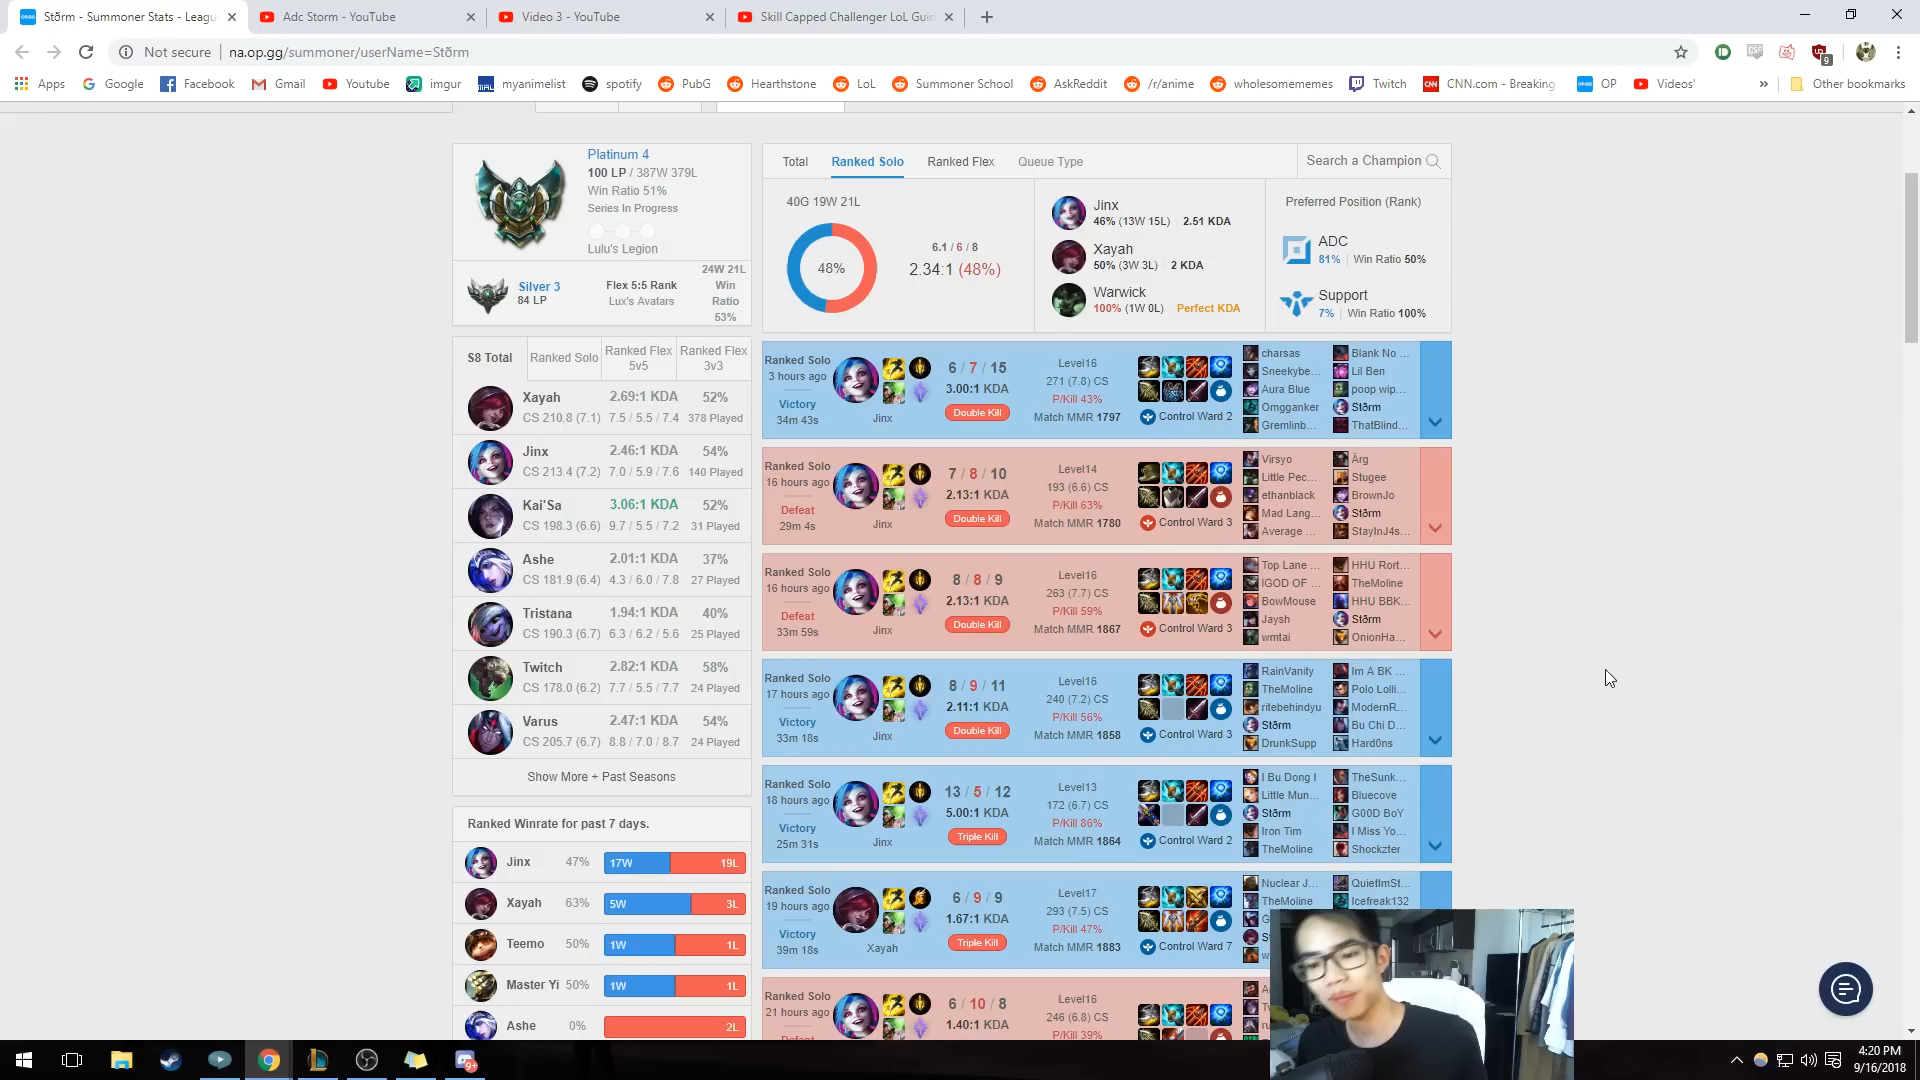 Stðrm - Summoner Stats - Leagu
Adc Storm - YouTube
Video 3 - YouTube
Skill Capped Challenger LoL Guid
Not secure
na.op.gg/summoner/userName=Stðrm
9
Apps
Google
Facebook
Gmail
Youtube
imgur
myanimelist
spotify
PubG
Hearthstone
LoL
Summoner School
AskReddit
/r/anime
wholesomememes
Twitch
CNN.com - Breaking
OP
Videos'
Other bookmarks
Platinum 4
100 LP / 387W 379L
Win Ratio 51%
Series In Progress
Lulu's Legion
Silver 3
84 LP
Flex 5:5 Rank
Lux's Avatars
24W 21L
Win
Ratio
53%
Total
Ranked Solo
Ranked Flex
Queue Type
Search a Champion
40G 19W 21L
48%
6.1 / 6 / 8
2.34:1 (48%)
Jinx
46% (13W 15L) 2.51 KDA
Xayah
50% (3W 3L) 2 KDA
Warwick
100% (1W 0L) Perfect KDA
Preferred Position (Rank)
ADC
81% Win Ratio 50%
Support
7% Win Ratio 100%
S8 Total
Ranked Solo
Ranked Flex
5v5
Ranked Flex
3v3
Xayah 2.69:1 KDA 52%
CS 210.8 (7.1) 7.5 / 5.5 / 7.4 378 Played
Jinx 2.46:1 KDA 54%
CS 213.4 (7.2) 7.0 / 5.9 / 7.6 140 Played
Kai'Sa 3.06:1 KDA 52%
CS 198.3 (6.6) 9.7 / 5.5 / 7.2 31 Played
Ashe 2.01:1 KDA 37%
CS 181.9 (6.4) 4.3 / 6.0 / 7.8 27 Played
Tristana 1.94:1 KDA 40%
CS 190.3 (6.7) 6.3 / 6.2 / 5.6 25 Played
Twitch 2.82:1 KDA 58%
CS 178.0 (6.2) 7.7 / 5.5 / 7.7 24 Played
Varus 2.47:1 KDA 54%
CS 205.7 (6.7) 8.8 / 7.0 / 8.7 24 Played
Show More + Past Seasons
Ranked Winrate for past 7 days.
Jinx 47% 17W 19L
Xayah 63% 5W 3L
Teemo 50% 1W 1L
Master Yi 50% 1W 1L
Ashe 0% 2L
Ranked Solo
3 hours ago
Victory
34m 43s
Jinx
6 / 7 / 15
3.00:1 KDA
Double Kill
Level16
271 (7.8) CS
P/Kill 43%
Match MMR 1797
Control Ward 2
charsas
Sneekybe...
Aura Blue
Omgganker
Gremlinb...
Blank No ...
Lil Ben
poop wip...
Stðrm
ThatBlind...
Ranked Solo
16 hours ago
Defeat
29m 4s
Jinx
7 / 8 / 10
2.13:1 KDA
Double Kill
Level14
193 (6.6) CS
P/Kill 63%
Match MMR 1780
Control Ward 3
Virsyo
Little Pec...
ethanblack
Mad Lang...
Average ...
Stugee
BrownJo
Stðrm
StayInJ4s...
Ranked Solo
16 hours ago
Defeat
33m 59s
Jinx
8 / 8 / 9
2.13:1 KDA
Double Kill
Level16
263 (7.7) CS
P/Kill 59%
Match MMR 1867
Control Ward 3
Top Lane ...
IGOD OF ...
BowMouse
Jaysh
wmtai
HHU Rort...
TheMoline
HHU BBK...
Stðrm
OnionHa...
Ranked Solo
17 hours ago
Victory
33m 18s
Jinx
8 / 9 / 11
2.11:1 KDA
Double Kill
Level16
240 (7.2) CS
P/Kill 56%
Match MMR 1858
Control Ward 3
RainVanity
TheMoline
ritebehindyu
Stðrm
DrunkSupp
Im A BK ...
Polo Lolli...
ModernR...
Bu Chi D...
Hard0ns
Ranked Solo
18 hours ago
Victory
25m 31s
Jinx
13 / 5 / 12
5.00:1 KDA
Triple Kill
Level13
172 (6.7) CS
P/Kill 86%
Match MMR 1864
Control Ward 2
I Bu Dong I
Little Mun...
Stðrm
Iron Tim
TheMoline
TheSunk...
Bluecove
G00D BoY
I Miss Yo...
Shockzter
Ranked Solo
19 hours ago
Victory
39m 18s
Xayah
6 / 9 / 9
1.67:1 KDA
Triple Kill
Level17
293 (7.5) CS
P/Kill 47%
Match MMR 1883
Control Ward 7
Nuclear J...
TheMoline
QuietImSt...
Icefreak132
Ranked Solo
21 hours ago
Defeat
6 / 10 / 8
1.40:1 KDA
Level16
246 (6.8) CS
P/Kill 39%
4:20 PM
9/16/2018